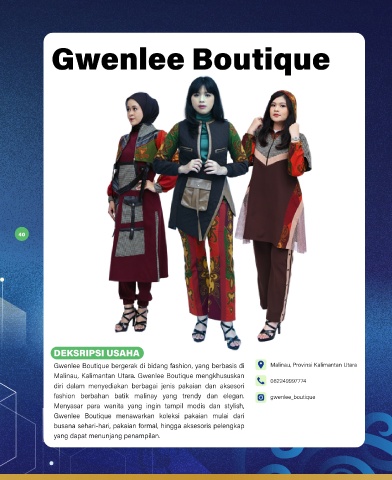 Gwenlee Boutique
40
DEKSRIPSI USAHA
Gwenlee Boutique bergerak di bidang fashion, yang berbasis di
Malinau, Kalimantan Utara. Gwenlee Boutique mengkhususkan
diri dalam menyediakan berbagai jenis pakaian dan aksesori
fashion berbahan batik malinay yang trendy dan elegan.
Menyasar para wanita yang ingin tampil modis dan stylish,
Gwenlee Boutique menawarkan koleksi pakaian mulai dari
busana sehari-hari, pakaian formal, hingga aksesoris pelengkap
yang dapat menunjang penampilan.
Malinau, Provinsi Kalimantan Utara
082249997774
gwenlee_boutique